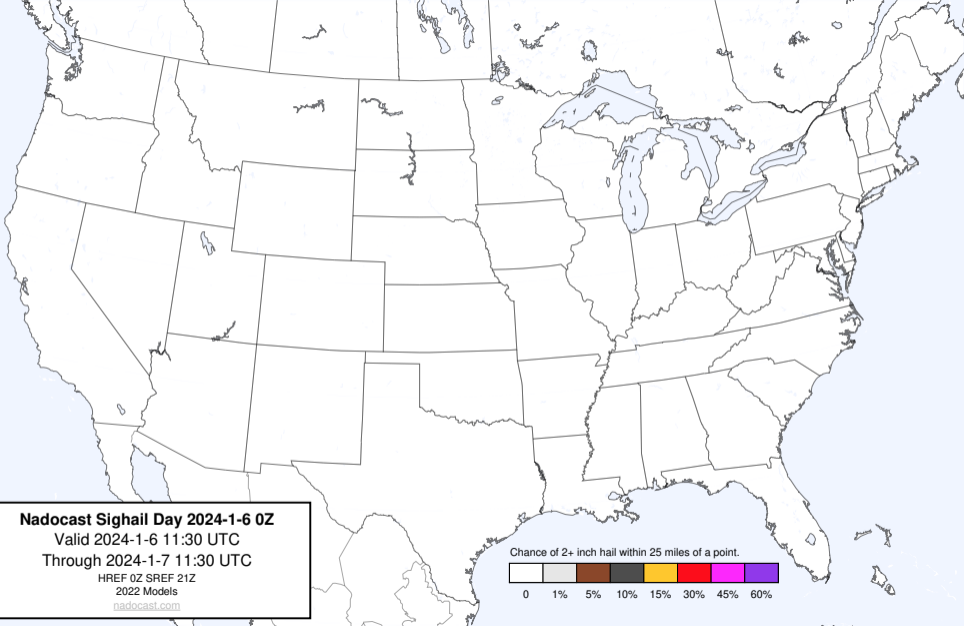 Nadocast Sighail Day 2024-1-6 0Z
Valid 2024-1-6 11:30 UTC
Through 2024-1-7 11:30 UTC
HREF 0Z SREF 21Z
2022 Models
nadocast.com
Chance of 2+ inch hail within 25 miles of a point.
0 1% 5% 10% 15% 30% 45% 60%